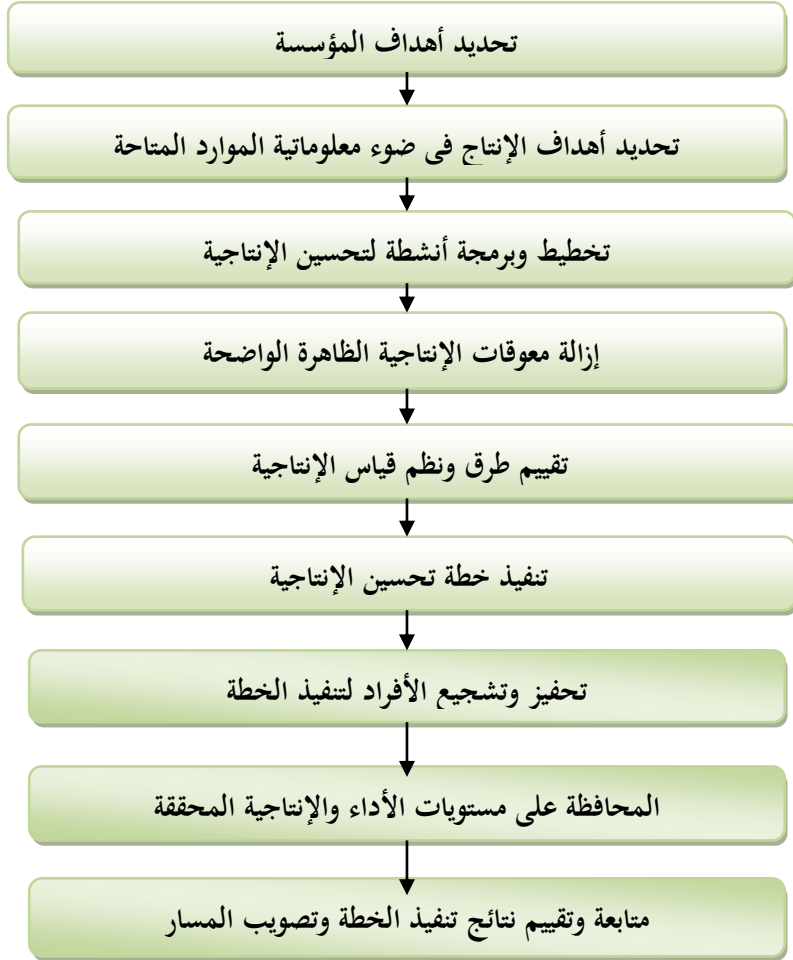 تحديد أهداف المؤسسة
تحديد أهداف الإنتاج فى ضوء معلوماتية الموارد المتاحة
تخطيط وبرمجة أنشطة لتحسين الإنتاجية
إزالة معوقات الإنتاجية الظاهرة الواضحة
تقييم طرق ونظم قياس الإنتاجية
تنفيذ خطة تحسين الإنتاجية
تحفيز وتشجيع الأفراد لتنفيذ الخطة
المحافظة على مستويات الأداء والإنتاجية المحققة
متابعة وتقييم نتائج تنفيذ الخطة وتصويب المسار